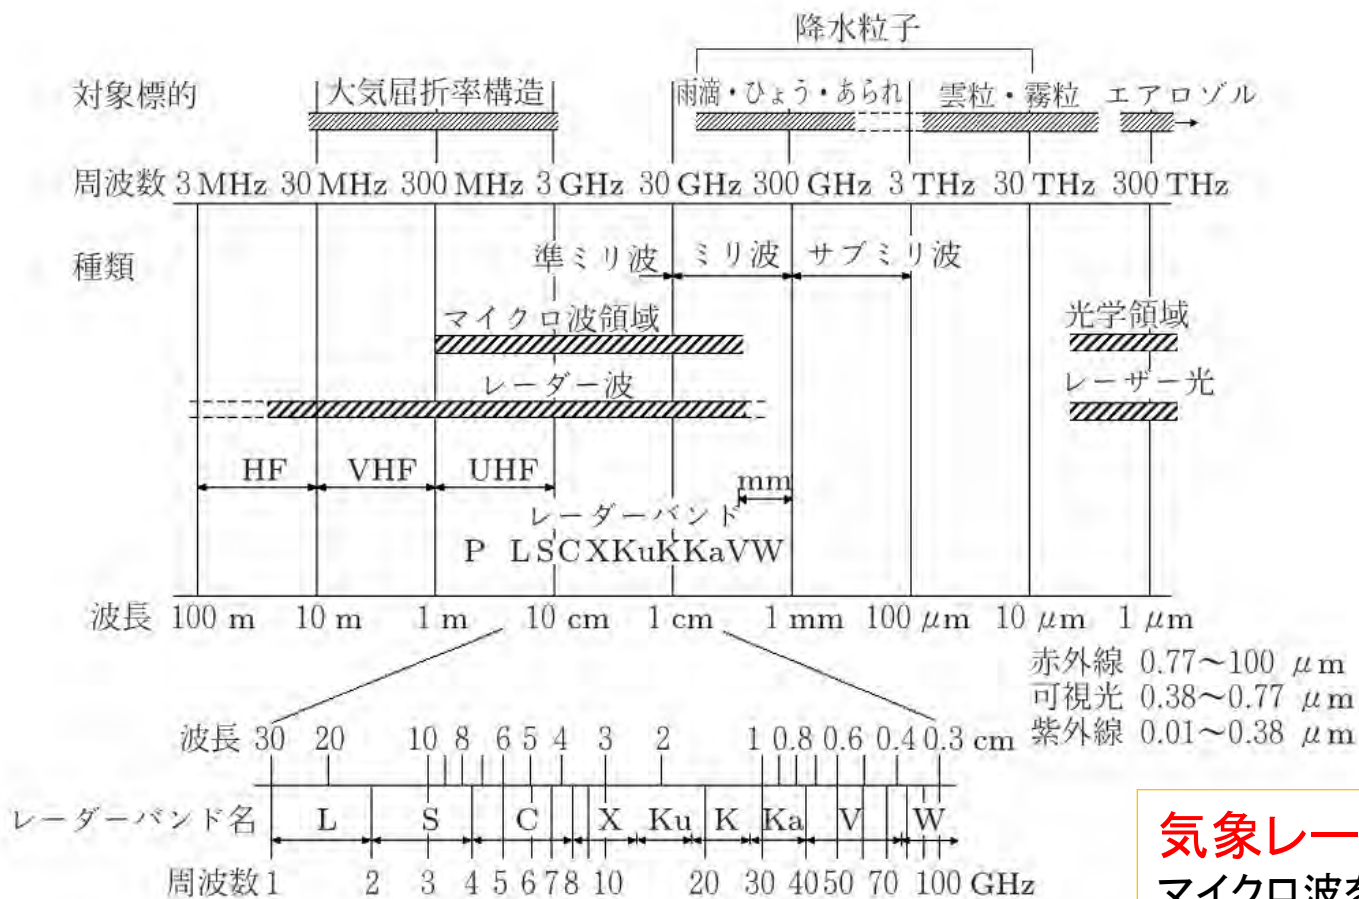 降水粒子
対象標的 大気屈折率構造 雨滴・ひょう・あられ 雲粒・霧粒 エアロゾル
周波数 3 MHz 30 MHz 300 MHz 3 GHz 30 GHz 300 GHz 3 THz 30 THz 300 THz
種類 準ミリ波 ミリ波 サブミリ波
マイクロ波領域 光学領域
レーダー波 レーザー光
HF VHF UHF
mm
レーダーバンド
P L S C X Ku K Ka V W
波長 100 m 10 m 1 m 10 cm 1 cm 1 mm 100 μm 10 μm 1 μm
赤外線 0.77〜100 μm
可視光 0.38〜0.77 μm
紫外線 0.01〜0.38 μm
波長 30 20 10 8 6 5 4 3 2 1 0.8 0.6 0.4 0.3 cm
レーダーバンド名 L S C X Ku K Ka V W
周波数 1 2 3 4 5 6 7 8 10 20 30 40 50 70 100 GHz
気象レー
マイクロ波を